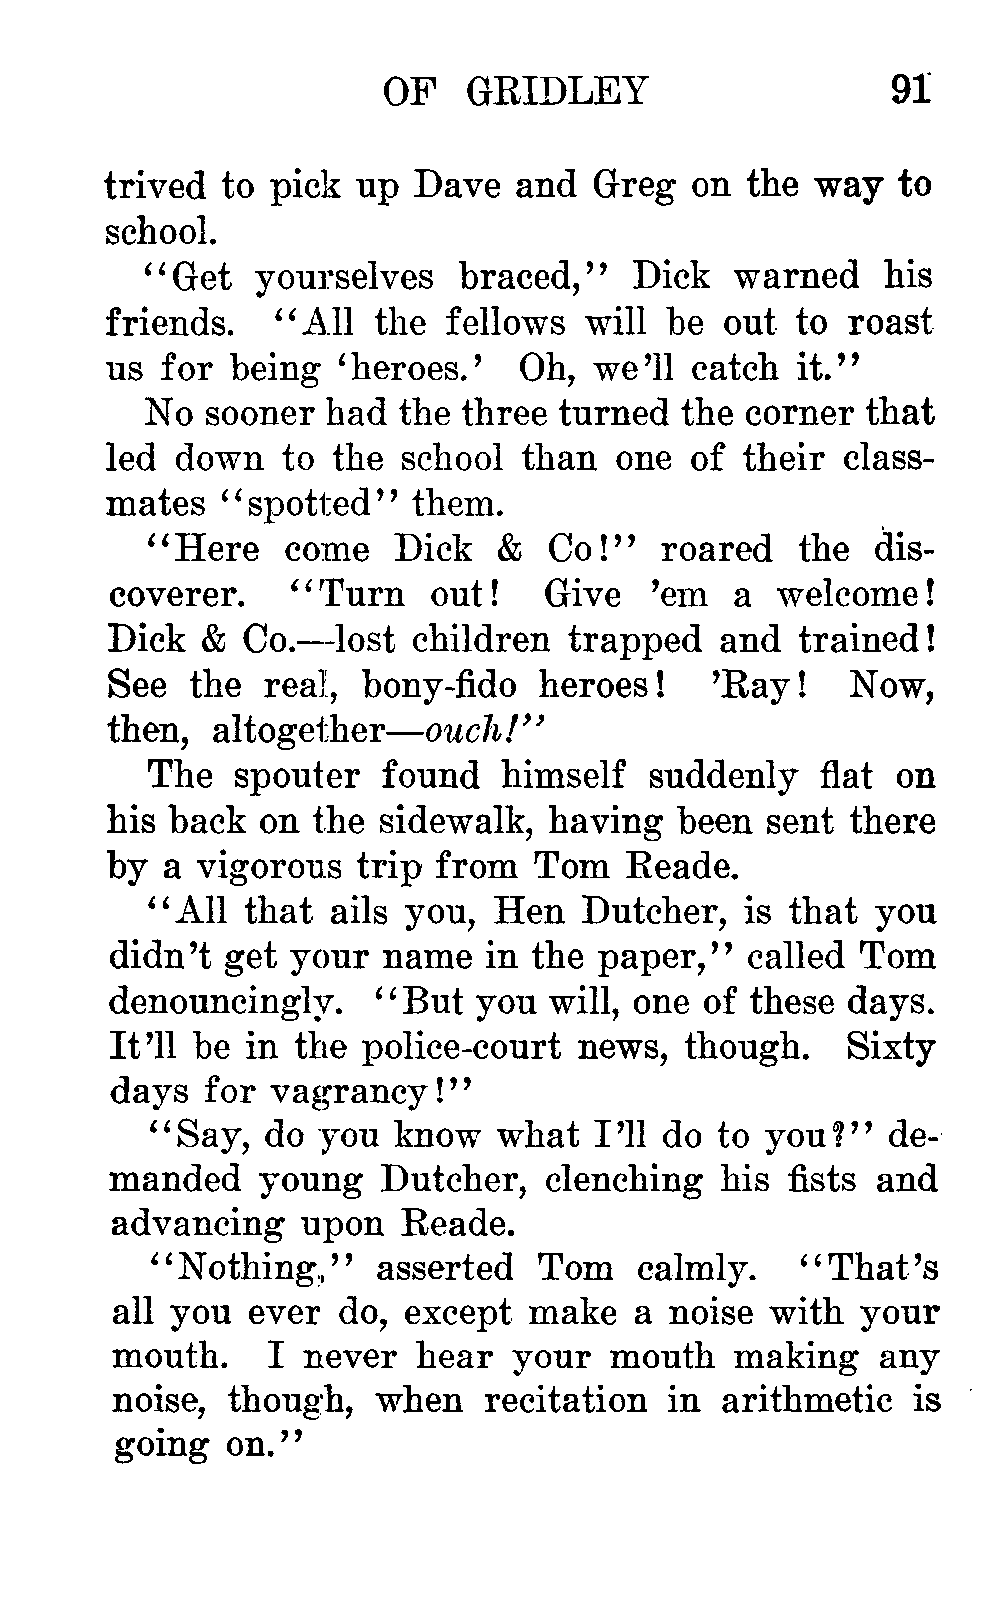 OF GRIDLEY 91
trived to pick up Dave and Greg on the way to
school.
“Get yourselves braced,” Dick warned his
friends. “All the fellows will be out to roast
us for being ‘heroes.’ Oh, we’ll catch it.”
No sooner had the three turned the corner that
led down to the school than one of their class-
mates “spotted” them.
“Here come Dick & Co!” roared the dis-
coverer. “Turn out! Give ’em a welcome!
Dick & Co.—lost children trapped and trained!
See the real, bony-fido heroes! ’Ray! Now,
then, altogether—ouch!”
The spouter found himself suddenly flat on
his back on the sidewalk, having been sent there
by a vigorous trip from Tom Reade.
“All that ails you, Hen Dutcher, is that you
didn’t get your name in the paper,” called Tom
denouncingly. “But you will, one of these days.
It’ll be in the police-court news, though. Sixty
days for vagrancy!”
“Say, do you know what I’ll do to you?” de-
manded young Dutcher, clenching his fists and
advancing upon Reade.
“Nothing,” asserted Tom calmly. “That’s
all you ever do, except make a noise with your
mouth. I never hear your mouth making any
noise, though, when recitation in arithmetic is
going on.”